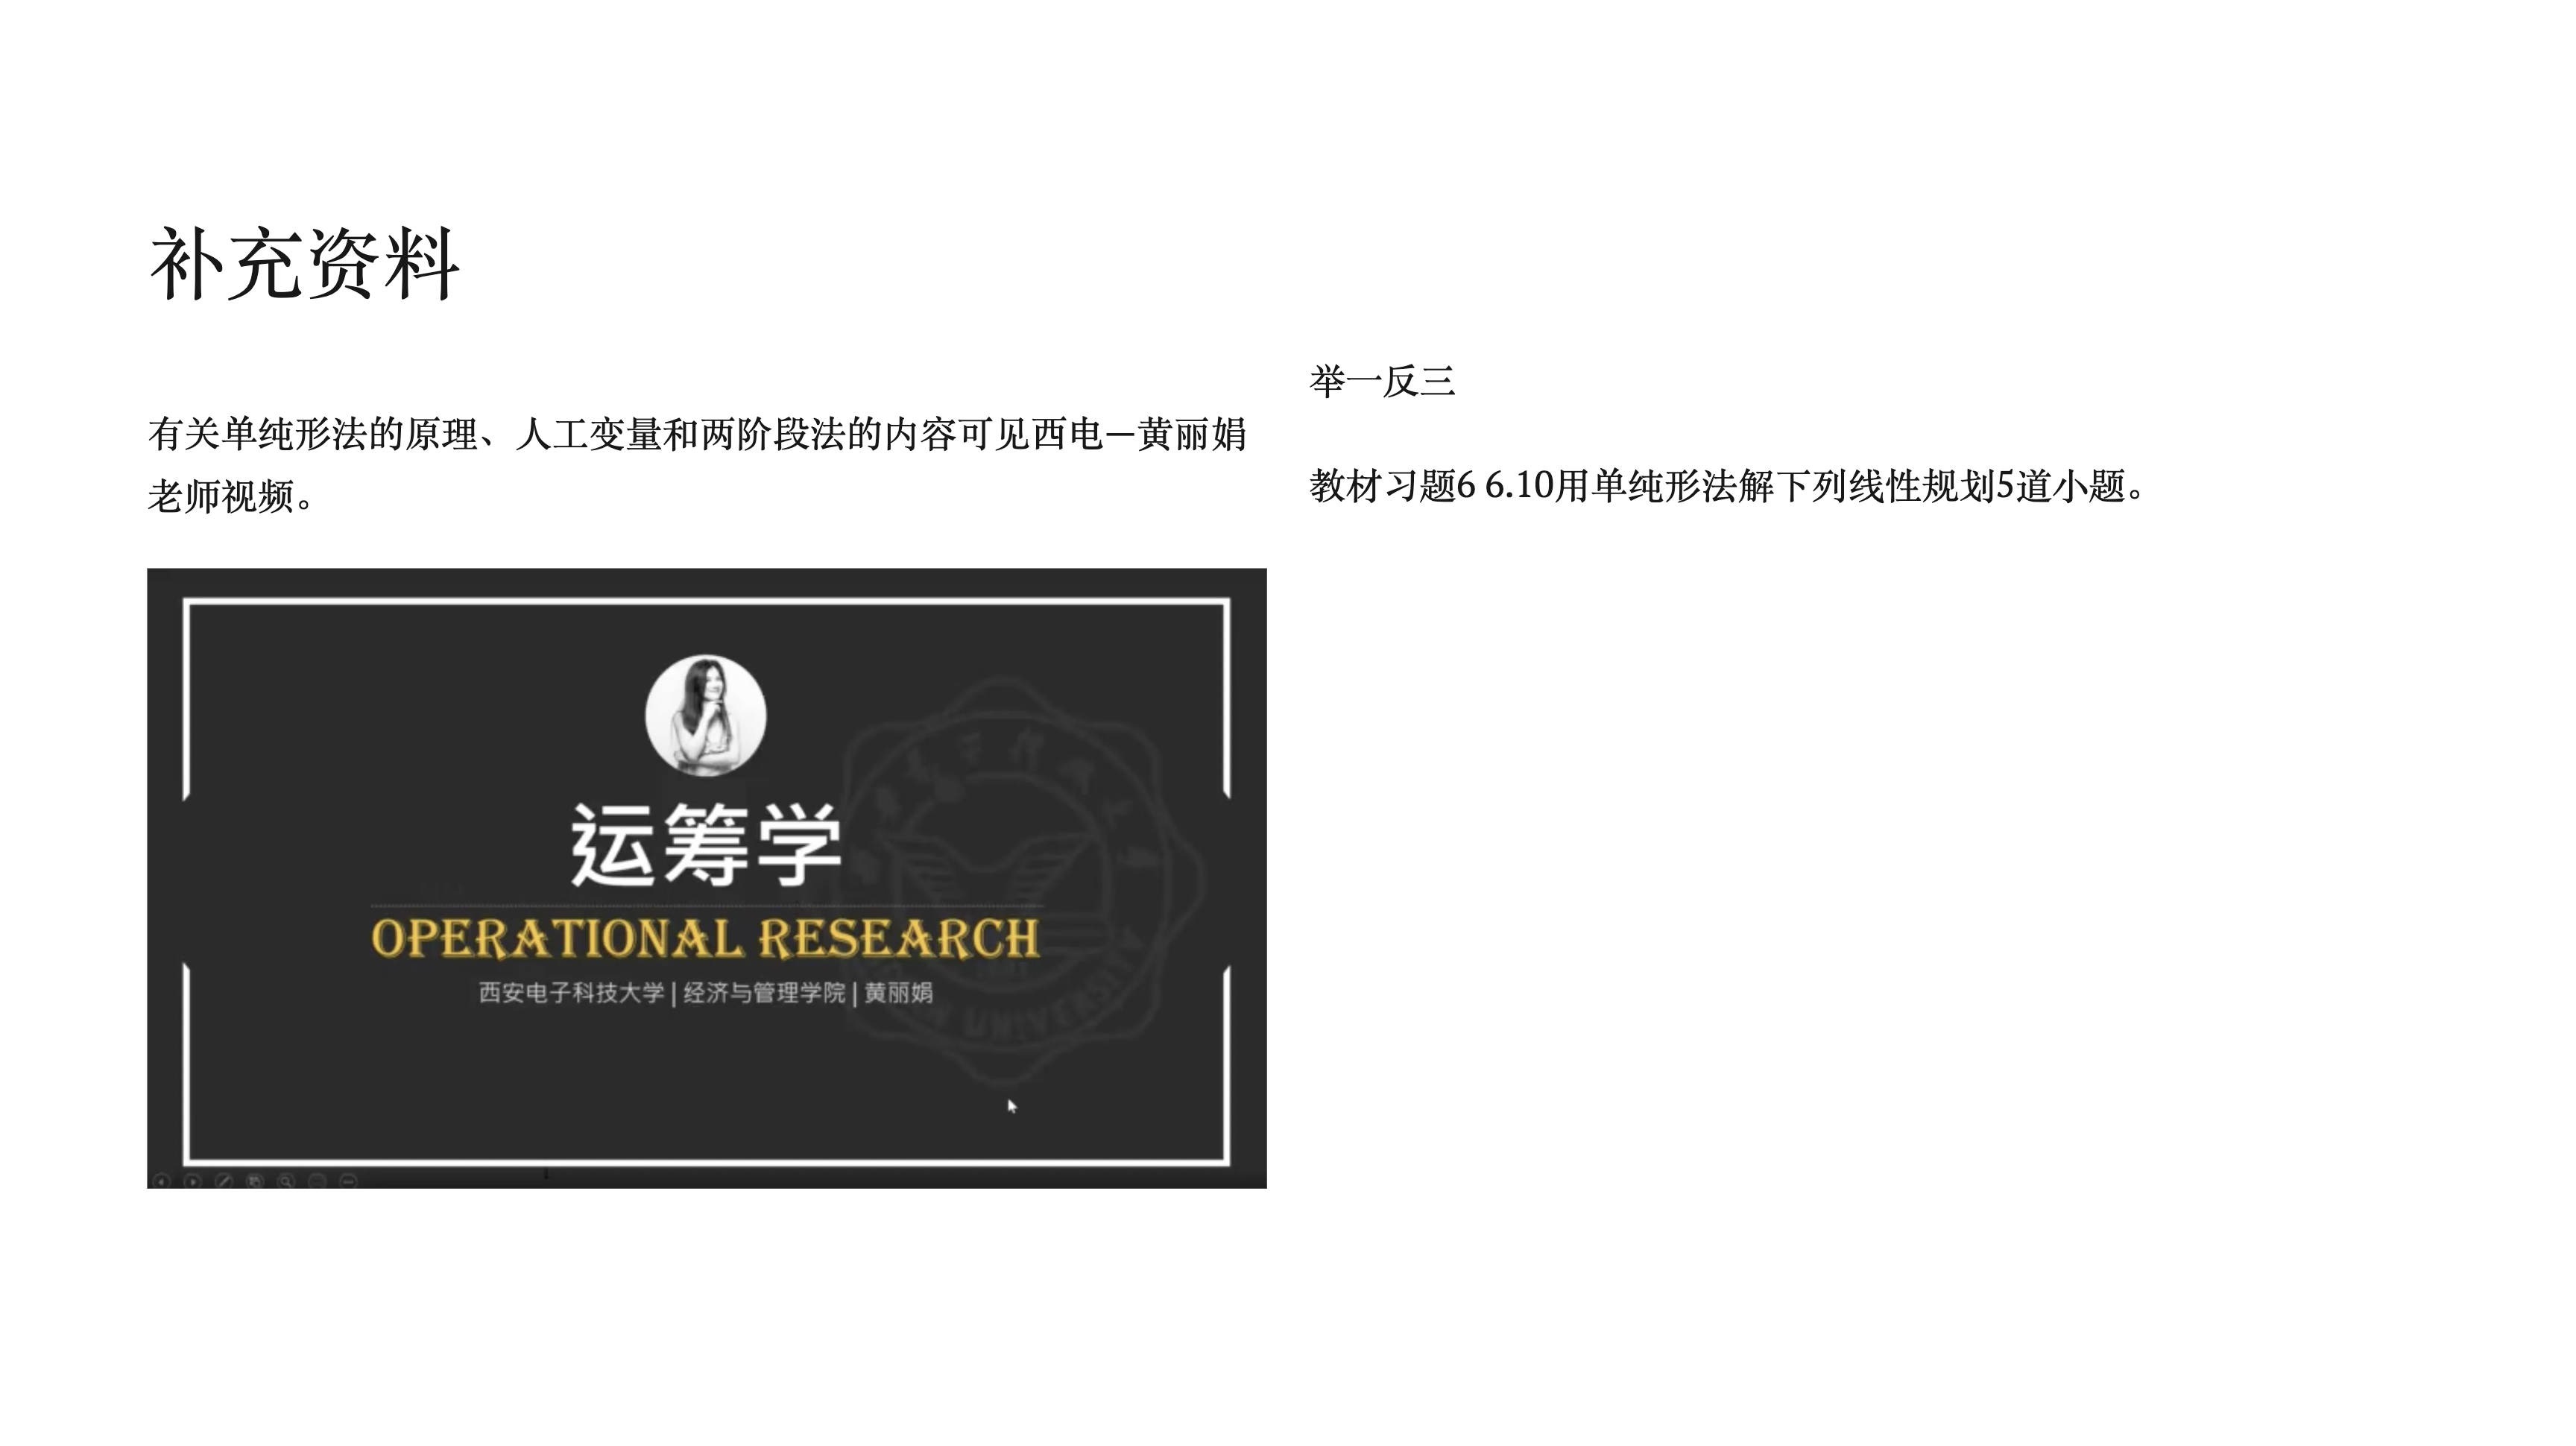 补充资料
有关单纯形法的原理、人工变量和两阶段法的内容可见西电—黄丽娟
老师视频。
运筹学
OPERATIONAL RESEARCH
西安电子科技大学 | 经济与管理学院 | 黄丽娟
UNIVERSITY
举一反三
教材习题6 6.10用单纯形法解下列线性规划5道小题。